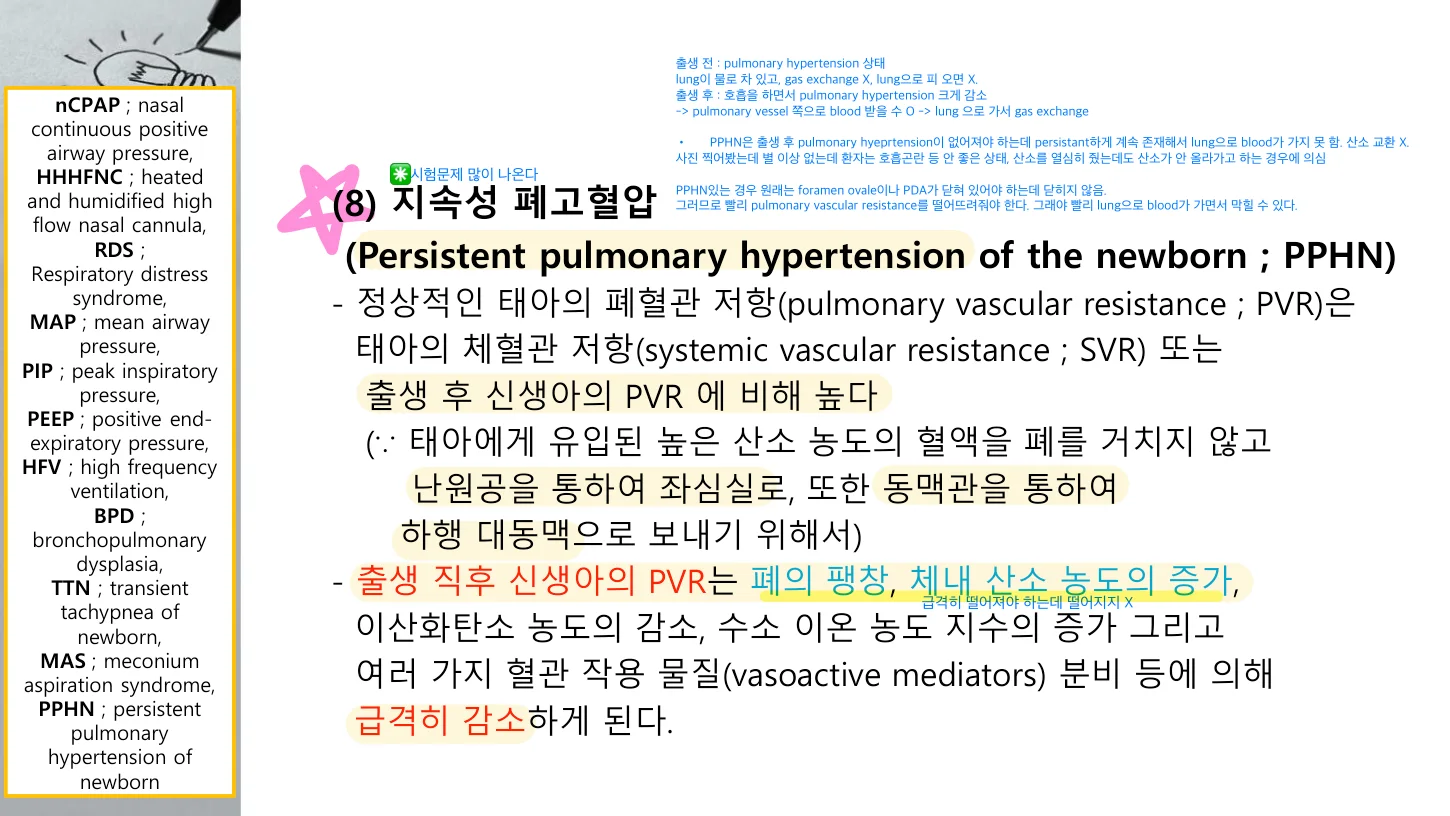 nCPAP ; nasal
continuous positive
airway pressure,
HHHFNC ; heated
and humidified high
flow nasal cannula,
RDS ;
Respiratory distress
syndrome,
MAP ; mean airway
pressure,
PIP ; peak inspiratory
pressure,
PEEP ; positive end-
expiratory pressure,
HFV ; high frequency
ventilation,
BPD ;
bronchopulmonary
dysplasia,
TTN ; transient
tachypnea of
newborn,
MAS ; meconium
aspiration syndrome,
PPHN ; persistent
pulmonary
hypertension of
newborn
출생 전 : pulmonary hypertension 상태
lung이 물로 차 있고, gas exchange X, lung으로 피 오면 X.
출생 후 : 호흡을 하면서 pulmonary hypertension 크게 감소
-> pulmonary vessel 쪽으로 blood 받을 수 O -> lung 으로 가서 gas exchange
• PPHN은 출생 후 pulmonary hyeprtension이 없어져야 하는데 persistant하게 계속 존재해서 lung으로 blood가 가지 못 함. 산소 교환 X.
사진 찍어봤는데 별 이상 없는데 환자는 호흡곤란 등 안 좋은 상태, 산소를 열심히 줬는데도 산소가 안 올라가고 하는 경우에 의심
PPHN있는 경우 원래는 foramen ovale이나 PDA가 닫혀 있어야 하는데 닫히지 않음.
그러므로 빨리 pulmonary vascular resistance를 떨어뜨려줘야 한다. 그래야 빨리 lung으로 blood가 가면서 막힐 수 있다.
✳️시험문제 많이 나온다
(8) 지속성 폐고혈압
(Persistent pulmonary hypertension of the newborn ; PPHN)
- 정상적인 태아의 폐혈관 저항(pulmonary vascular resistance ; PVR)은
태아의 체혈관 저항(systemic vascular resistance ; SVR) 또는
출생 후 신생아의 PVR 에 비해 높다
(∵ 태아에게 유입된 높은 산소 농도의 혈액을 폐를 거치지 않고
난원공을 통하여 좌심실로, 또한 동맥관을 통하여
하행 대동맥으로 보내기 위해서)
- 출생 직후 신생아의 PVR는 폐의 팽창, 체내 산소 농도의 증가,
급격히 떨어져야 하는데 떨어지지 X
이산화탄소 농도의 감소, 수소 이온 농도 지수의 증가 그리고
여러 가지 혈관 작용 물질(vasoactive mediators) 분비 등에 의해
급격히 감소하게 된다.